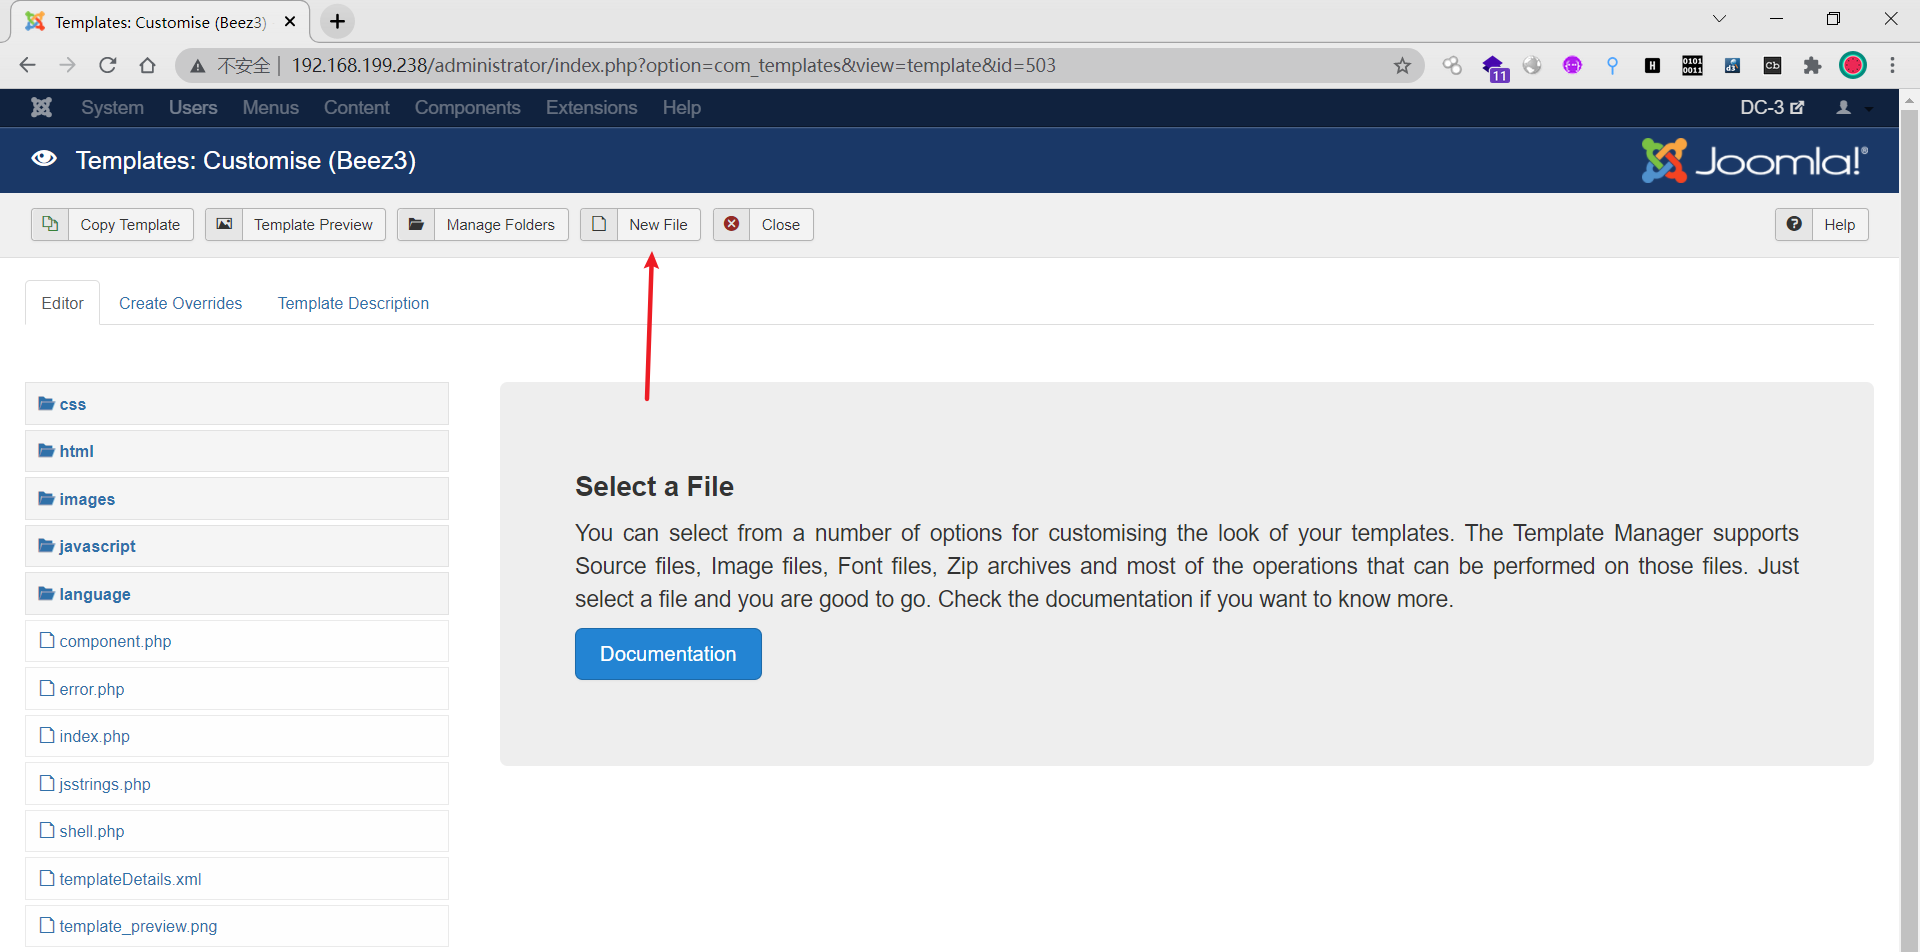 Templates: Customise (Beez3)
不安全 | 192.168.199.238/administrator/index.php?option=com_templates&view=template&id=503
11
H
0101
0011
d3
Cb
System Users Menus Content Components Extensions Help
DC-3
Templates: Customise (Beez3)
Joomla!®
Copy Template
Template Preview
Manage Folders
New File
Close
Help
Editor
Create Overrides
Template Description
css
html
images
javascript
language
component.php
error.php
index.php
jsstrings.php
shell.php
templateDetails.xml
template_preview.png
Select a File
You can select from a number of options for customising the look of your templates. The Template Manager supports
Source files, Image files, Font files, Zip archives and most of the operations that can be performed on those files. Just
select a file and you are good to go. Check the documentation if you want to know more.
Documentation